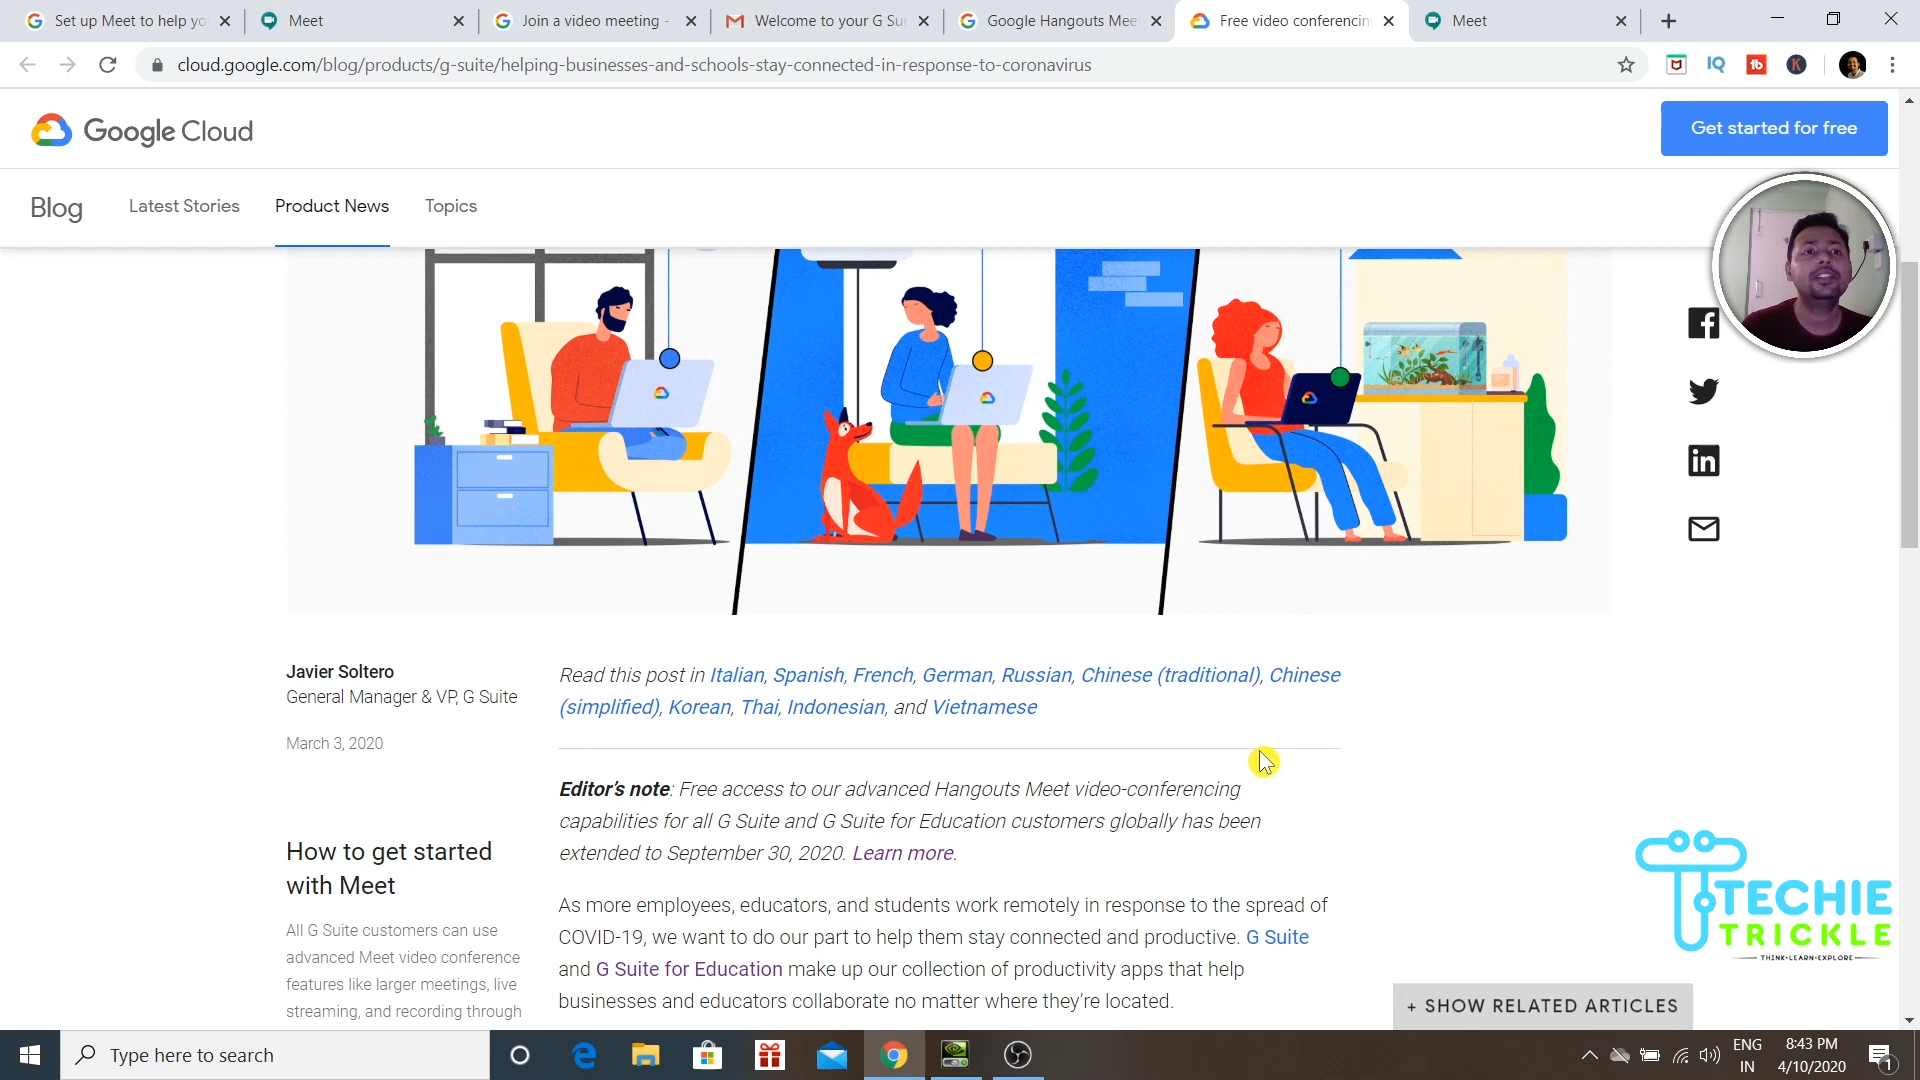 Set up Meet to help yo
Meet
Join a video meeting -
Welcome to your G Sui
Google Hangouts Mee
Free video conferencin
Meet
cloud.google.com/blog/products/g-suite/helping-businesses-and-schools-stay-connected-in-response-to-coronavirus
IQ
tb
K
Google Cloud
Get started for free
Blog
Latest Stories
Product News
Topics
Javier Soltero
General Manager & VP, G Suite
March 3, 2020
Read this post in Italian, Spanish, French, German, Russian, Chinese (traditional), Chinese
(simplified), Korean, Thai, Indonesian, and Vietnamese
Editor's note: Free access to our advanced Hangouts Meet video-conferencing
capabilities for all G Suite and G Suite for Education customers globally has been
extended to September 30, 2020. Learn more.
How to get started
with Meet
All G Suite customers can use
advanced Meet video conference
features like larger meetings, live
streaming, and recording through
As more employees, educators, and students work remotely in response to the spread of
COVID-19, we want to do our part to help them stay connected and productive. G Suite
and G Suite for Education make up our collection of productivity apps that help
businesses and educators collaborate no matter where they're located.
TECHIE
TRICKLE
THINK•LEARN•EXPLORE
+ SHOW RELATED ARTICLES
Type here to search
ENG
IN
8:43 PM
4/10/2020
1